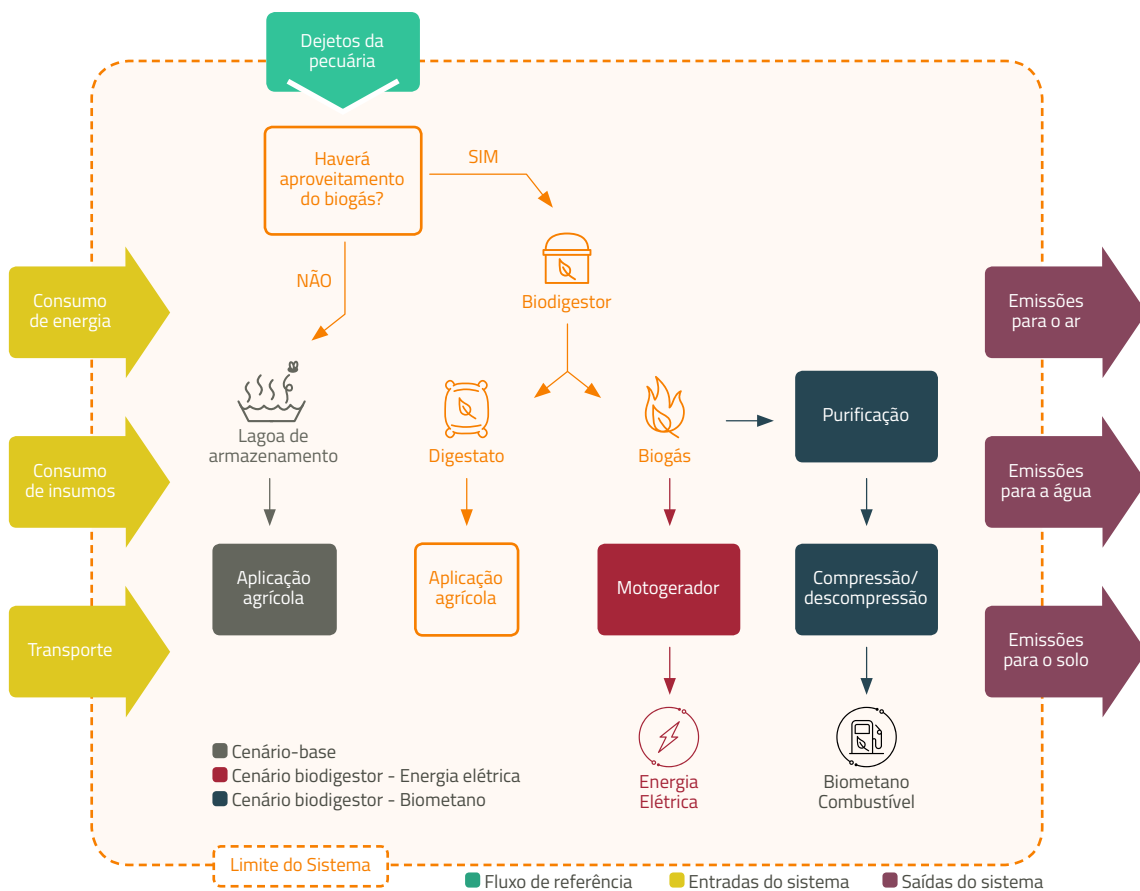 Dejetos da
pecuária
Haverá
aproveitamento
do biogás?
SIM
NÃO
Biodigestor
Consumo
de energia
Consumo
de insumos
Transporte
Lagoa de
armazenamento
Digestato
Biogás
Purificação
Aplicação
agrícola
Aplicação
agrícola
Motogerador
Compressão/
descompressão
Energia
Elétrica
Biometano
Combustível
Emissões
para o ar
Emissões
para a água
Emissões
para o solo
Cenário-base
Cenário biodigestor - Energia elétrica
Cenário biodigestor - Biometano
Limite do Sistema
Fluxo de referência
Entradas do sistema
Saídas do sistema